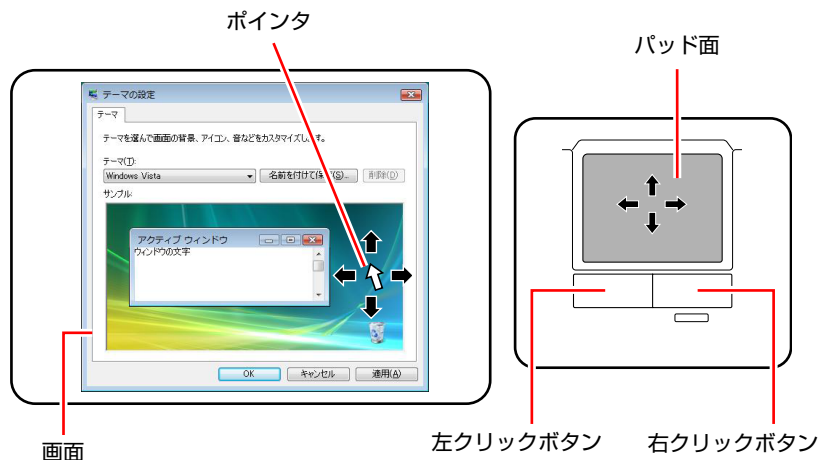 ポインタ
パッド面
テーマの設定
テーマ
テーマを選んで画面の背景、アイコン、音などをカスタマイズします。
テーマ(T):
Windows Vista
名前を付けて保存(S)...
削除(D)
サンプル:
アクティブ ウィンドウ
ウィンドウの文字
OK
キャンセル
適用(A)
画面
左クリックボタン
右クリックボタン